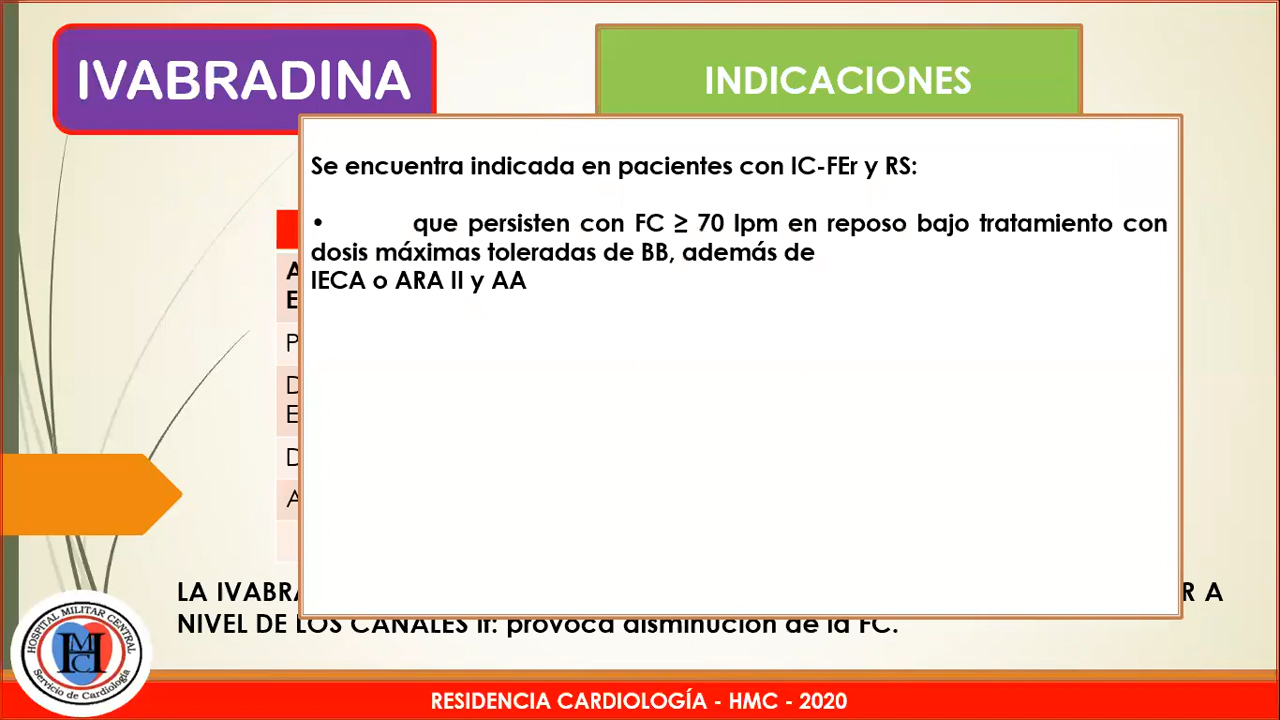 IVABRADINA
INDICACIONES
Se encuentra indicada en pacientes con IC-FEr y RS:
• que persisten con FC ≥ 70 lpm en reposo bajo tratamiento con
dosis máximas toleradas de BB, además de
IECA o ARA II y AA
A
E
P
D
E
D
A
LA IVABRA R A
NIVEL DE LOS CANALES If: provoca disminución de la FC.
HOSPITAL MILITAR CENTRAL
HMC
Servicio de Cardiología
RESIDENCIA CARDIOLOGÍA - HMC - 2020